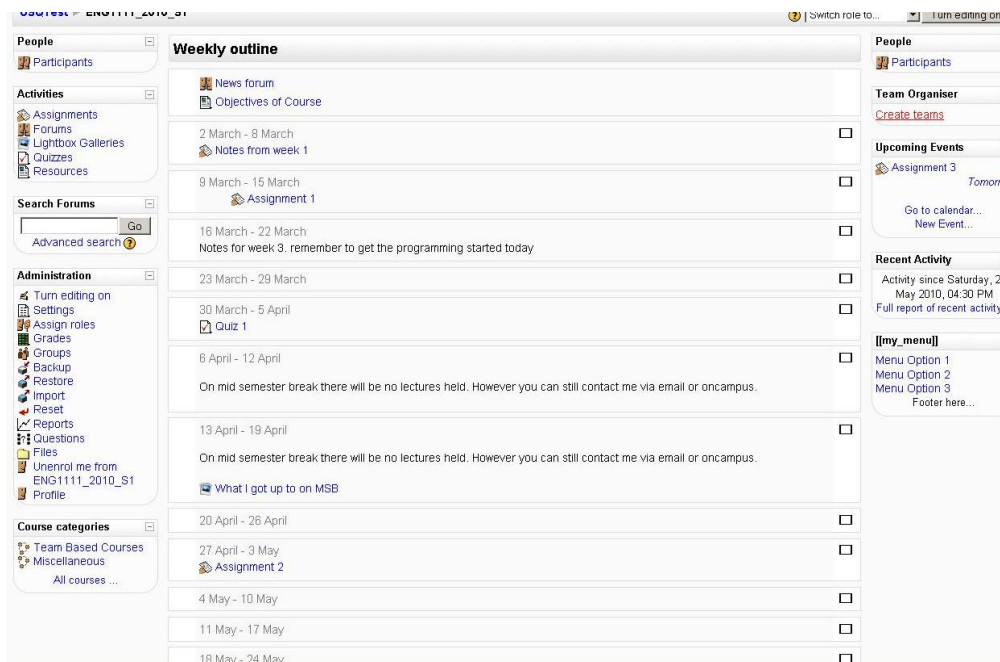 USQTest ► ENG1111_2010_S1
Switch role to...
Turn editing on
People
Participants
Activities
Assignments
Forums
Lightbox Galleries
Quizzes
Resources
Search Forums
Go
Advanced search
Administration
Turn editing on
Settings
Assign roles
Grades
Groups
Backup
Restore
Import
Reset
Reports
Questions
Files
Unenrol me from
ENG1111_2010_S1
Profile
Course categories
Team Based Courses
Miscellaneous
All courses ...
Weekly outline
News forum
Objectives of Course
2 March - 8 March
Notes from week 1
9 March - 15 March
Assignment 1
16 March - 22 March
Notes for week 3. remember to get the programming started today
23 March - 29 March
30 March - 5 April
Quiz 1
6 April - 12 April
On mid semester break there will be no lectures held. However you can still contact me via email or oncampus.
13 April - 19 April
On mid semester break there will be no lectures held. However you can still contact me via email or oncampus.
What I got up to on MSB
20 April - 26 April
27 April - 3 May
Assignment 2
4 May - 10 May
11 May - 17 May
18 May - 24 May
People
Participants
Team Organiser
Create teams
Upcoming Events
Assignment 3
Tomorr
Go to calendar...
New Event...
Recent Activity
Activity since Saturday, 2
May 2010, 04:30 PM
Full report of recent activity
[[my_menu]]
Menu Option 1
Menu Option 2
Menu Option 3
Footer here...